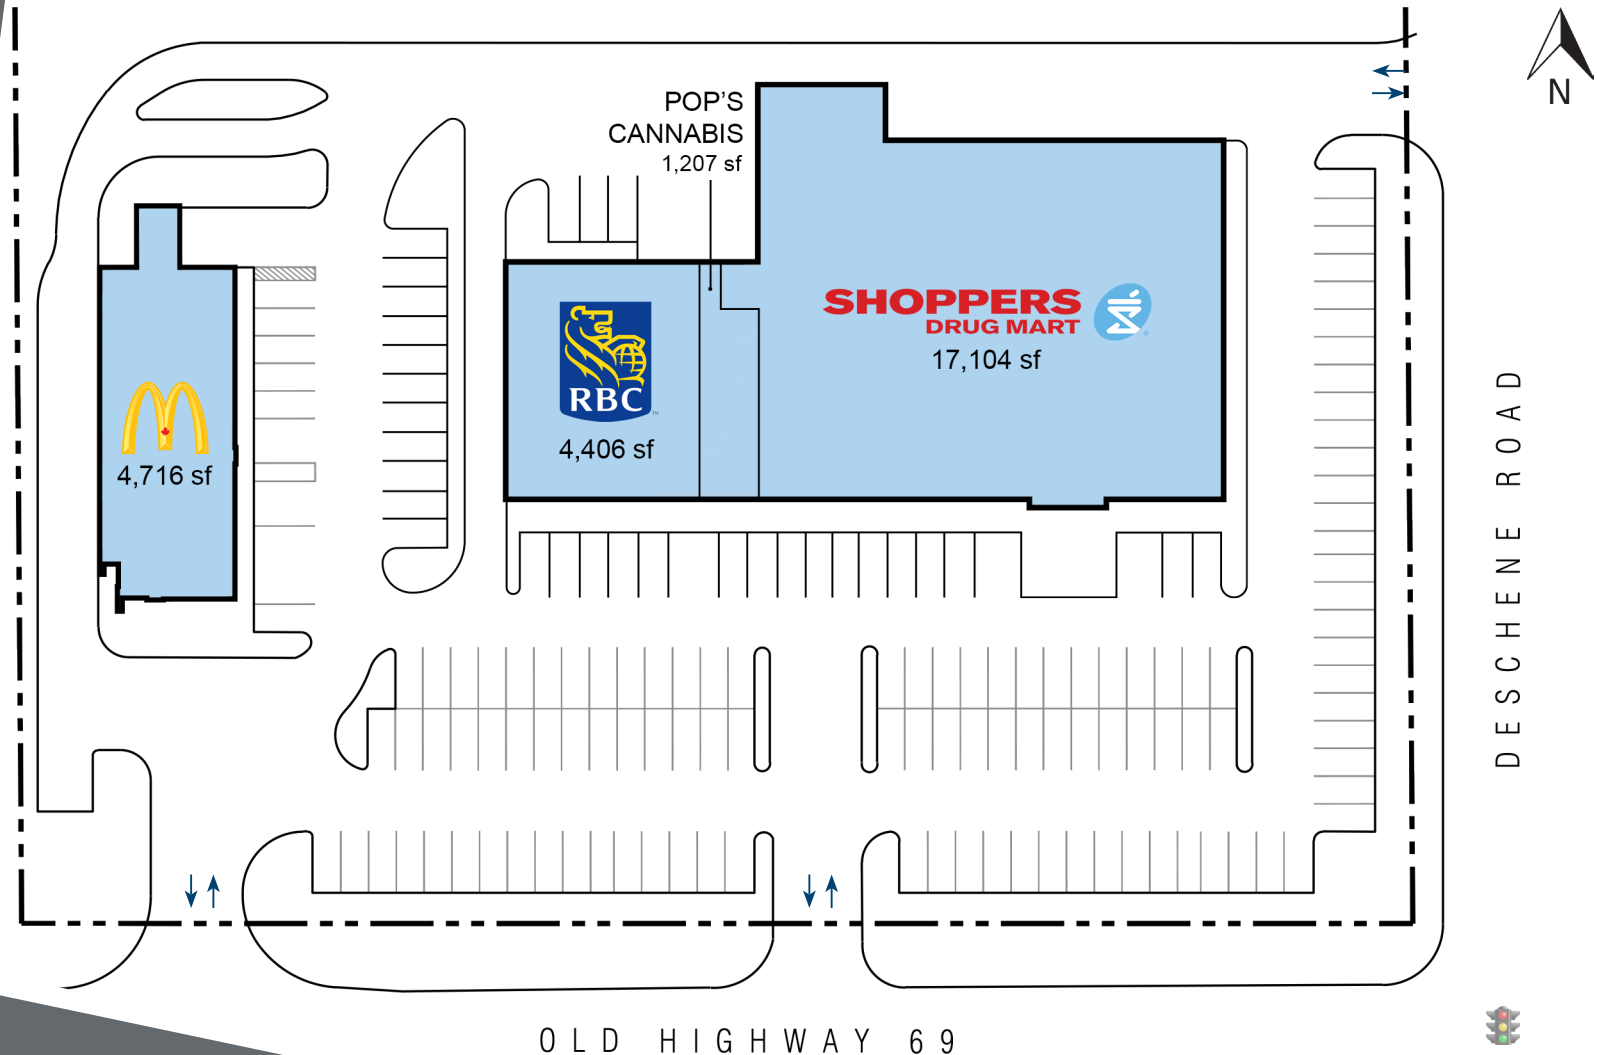 N
POP'S
CANNABIS
1,207 sf
SHOPPERS
DRUG MART
17,104 sf
RBC
TM
4,406 sf
4,716 sf
DESCHENE ROAD
OLD HIGHWAY 69